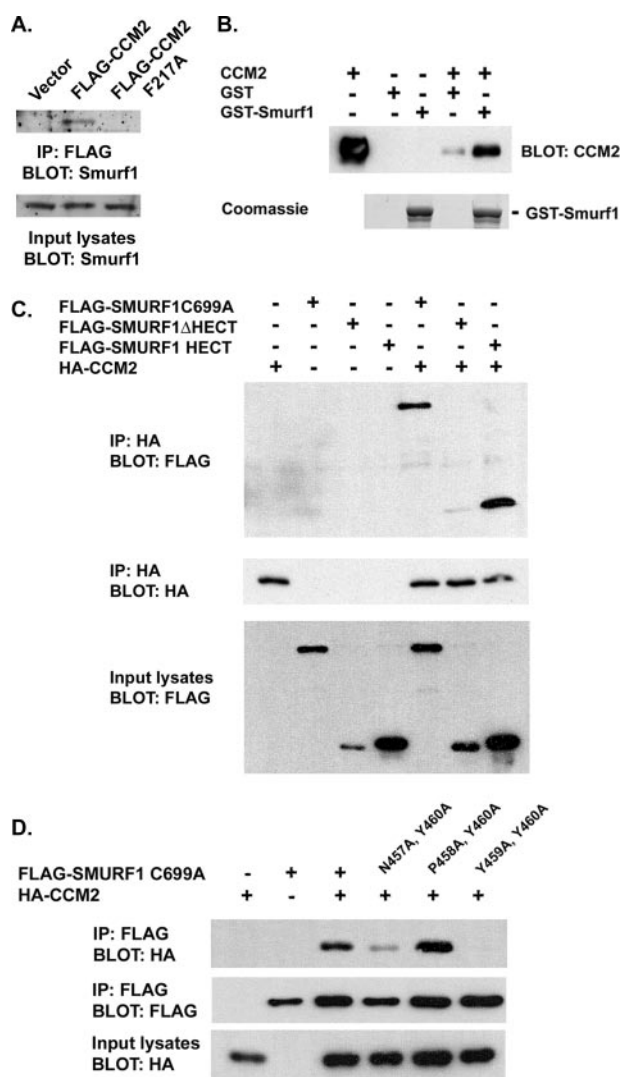 A.
Vector
FLAG-CCM2
FLAG-CCM2
F217A
IP: FLAG
BLOT: Smurf1
Input lysates
BLOT: Smurf1
B.
CCM2 + - - + +
GST - + - + -
GST-Smurf1 - - + - +
BLOT: CCM2
Coomassie
- GST-Smurf1
C.
FLAG-SMURF1C699A - + - - + - -
FLAG-SMURF1ΔHECT - - + - - + -
FLAG-SMURF1 HECT - - - + - - +
HA-CCM2 + - - - + + +
IP: HA
BLOT: FLAG
IP: HA
BLOT: HA
Input lysates
BLOT: FLAG
D.
N457A, Y460A
P458A, Y460A
Y459A, Y460A
FLAG-SMURF1 C699A - + +
HA-CCM2 + - + + + +
IP: FLAG
BLOT: HA
IP: FLAG
BLOT: FLAG
Input lysates
BLOT: HA